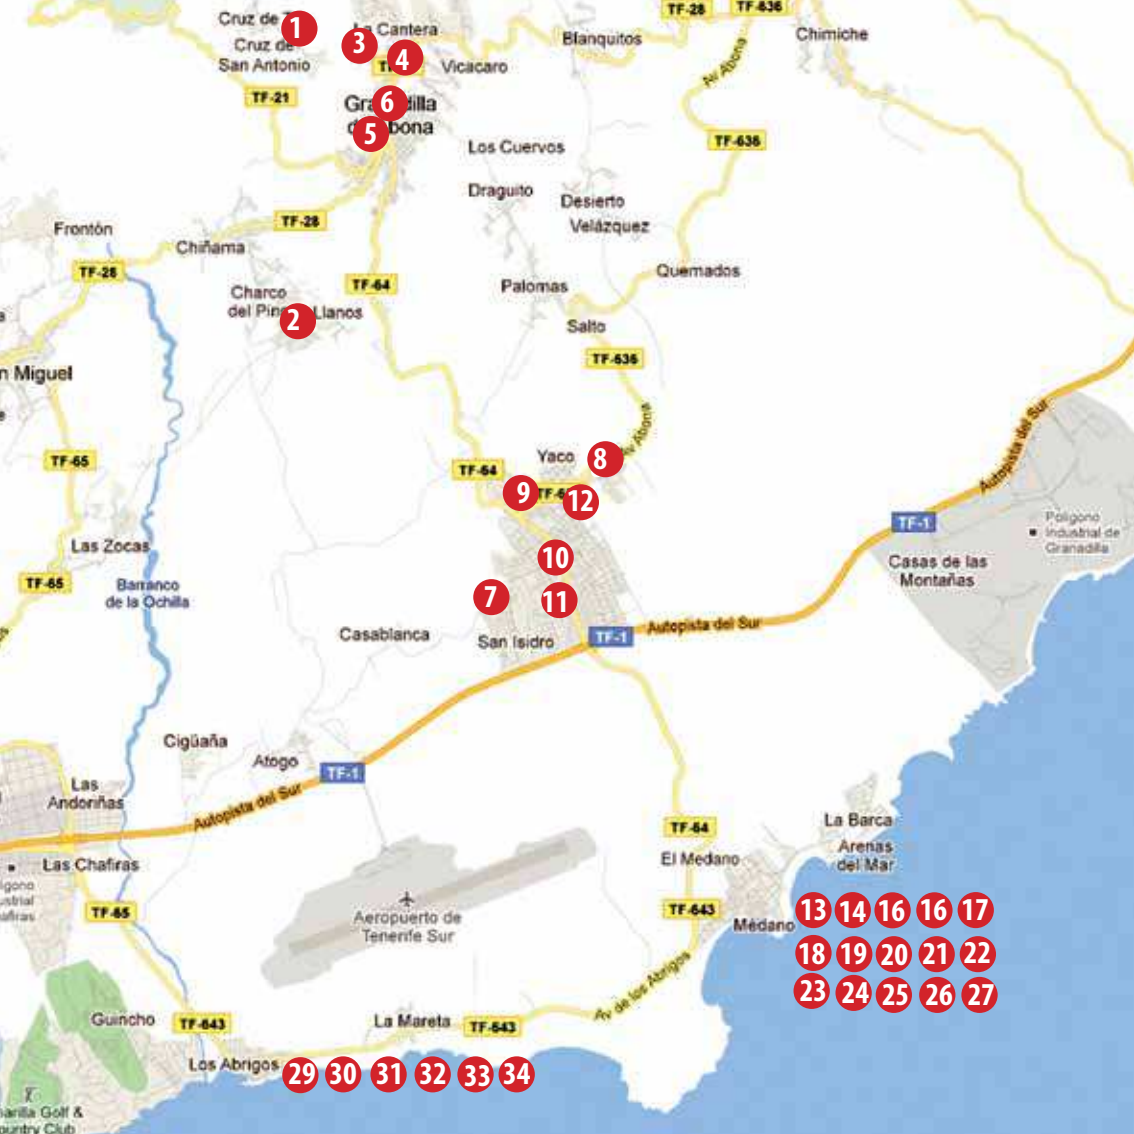 TF-28
TF-636
Cruz de
1
La Cantera
3
Chimiche
Blanquitos
Cruz de
San Antonio
4
Vicacaro
Av Abona
TF-21
6
5
TF-636
Los Cuervos
Draguito
Desierto
Velázquez
TF-28
Frontón
Chiñama
TF-28
Quemados
TF-64
Palomas
Charco
Llanos
2
Salto
TF-636
Miguel
Av Abona
Autopista del Sur
TF-65
Yaco
8
TF-64
9
12
TF-1
Poligono
Industrial de
Granadilla
Las Zocas
10
Casas de las
Montañas
TF-65
Barranco
de la Ochilla
7
11
Casablanca
San Isidro
TF-1
Autopista del Sur
Cigüaña
Atogo
TF-1
Las
Andoriñas
Autopista del Sur
La Barca
TF-64
Arenas
del Mar
El Medano
Las Chafiras
TF-65
Aeropuerto de
Tenerife Sur
TF-643
Médano
13 14 16 16 17
18 19 20 21 22
23 24 25 26 27
Av de los Abrigos
Guincho
TF-643
La Mareta
TF-643
Los Abrigos
29 30 31 32 33 34
Golf &
Club